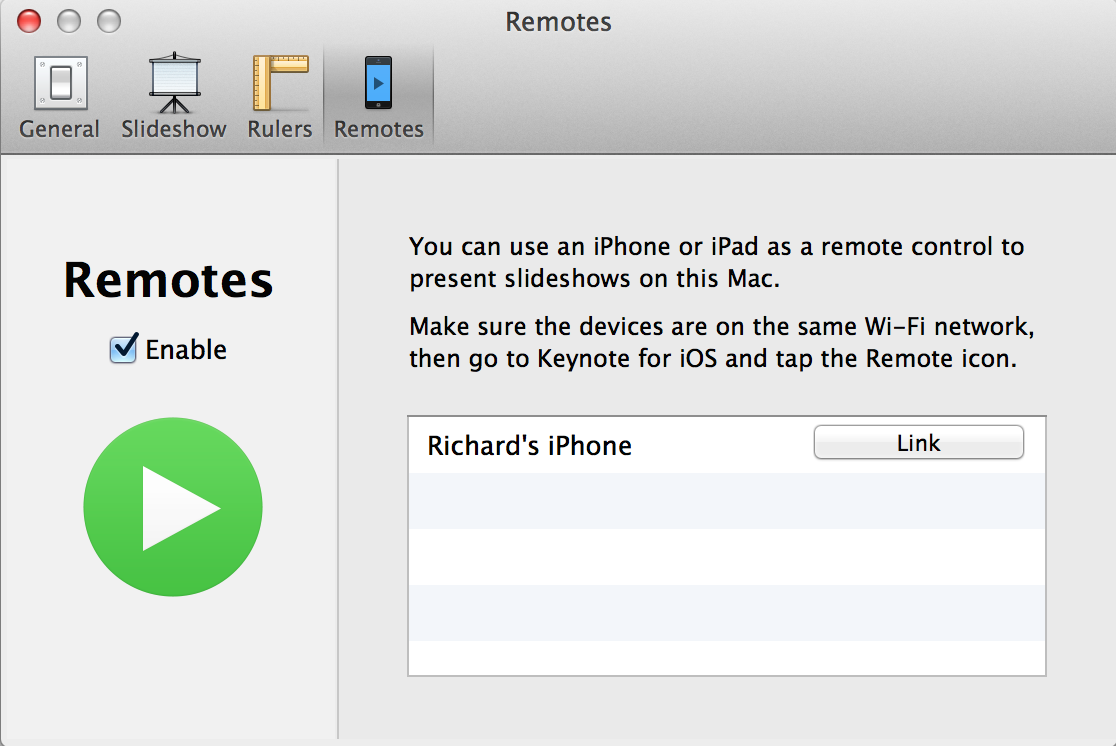 Remotes
General
Slideshow
Rulers
Remotes
Remotes
Enable
You can use an iPhone or iPad as a remote control to
present slideshows on this Mac.
Make sure the devices are on the same Wi-Fi network,
then go to Keynote for iOS and tap the Remote icon.
Richard's iPhone
Link